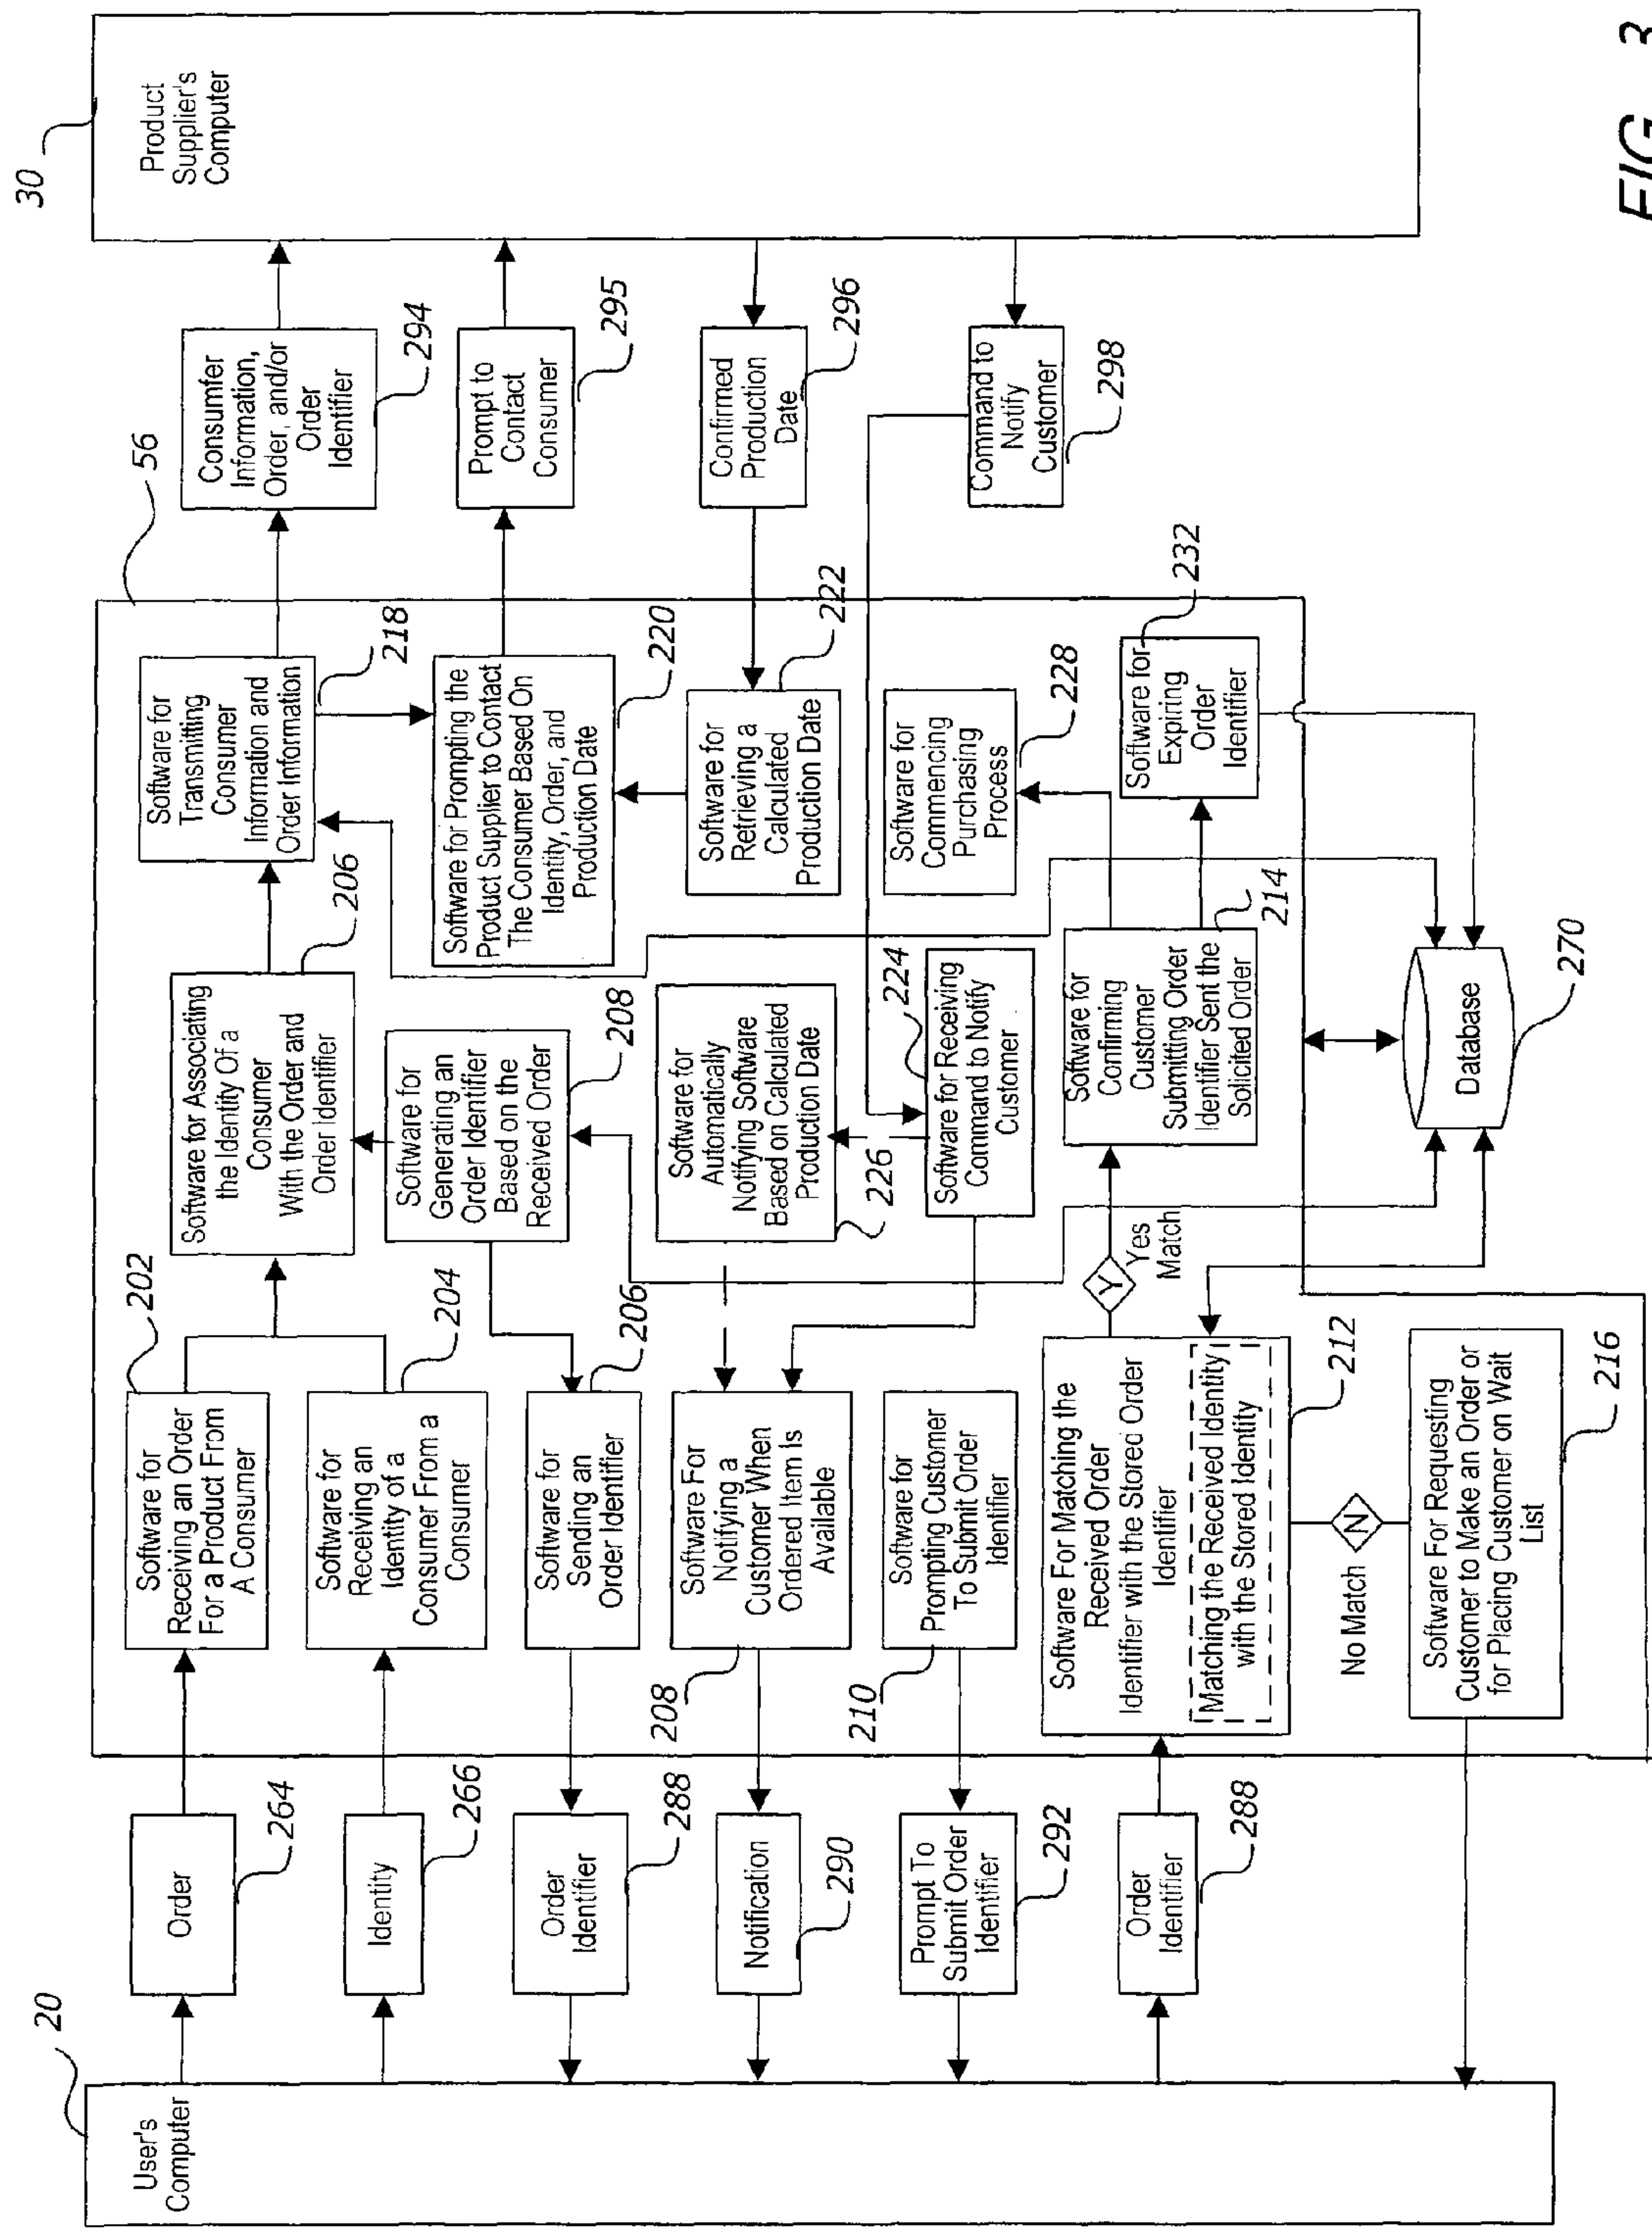 20
User's
Computer
Order
264
Identity
266
Order
Identifier
288
Notification
290
Prompt To
Submit Order
Identifier
292
Order
Identifier
288
56
Software for
Receiving an Order
For a Product From
A Consumer
202
Software for
Receiving an
Identity of a
Consumer From a
Consumer
204
Software for
Sending an
Order Identifier
206
Software For
Notifying a
Customer When
Ordered Item Is
Available
208
Software for
Prompting Customer
To Submit Order
Identifier
210
Software For Matching the
Received Order
Identifier with the Stored Order
Identifier
Matching the Received Identity
with the Stored Identity
212
No Match
N
Y
Yes
Match
Software For Requesting
Customer to Make an Order or
for Placing Customer on Wait
List
216
Software for Associating
the Identity Of a
Consumer
With the Order and
Order Identifier
206
Software for
Generating an
Order Identifier
Based on the
Received Order
208
Software for
Automatically
Notifying Software
Based on Calculated
Production Date
226
Software for Receiving
Command to Notify
Customer
224
Software for
Confirming
Customer
Submitting Order
Identifier Sent the
Solicited Order
214
Database
270
Software for
Transmitting
Consumer
Information and
Order Information
218
Software for Prompting the
Product Supplier to Contact
The Consumer Based On
Identity, Order, and
Production Date
220
Software for
Retrieving a
Calculated
Production Date
222
Software for
Commencing
Purchasing
Process
228
Software for
Expiring
Order
Identifier
232
Consumfer
Information,
Order, and/or
Order
Identifier
294
Prompt to
Contact
Consumer
295
Confirmed
Production
Date
296
Command to
Notify
Customer
298
30
Product
Supplier's
Computer
FIG. 3